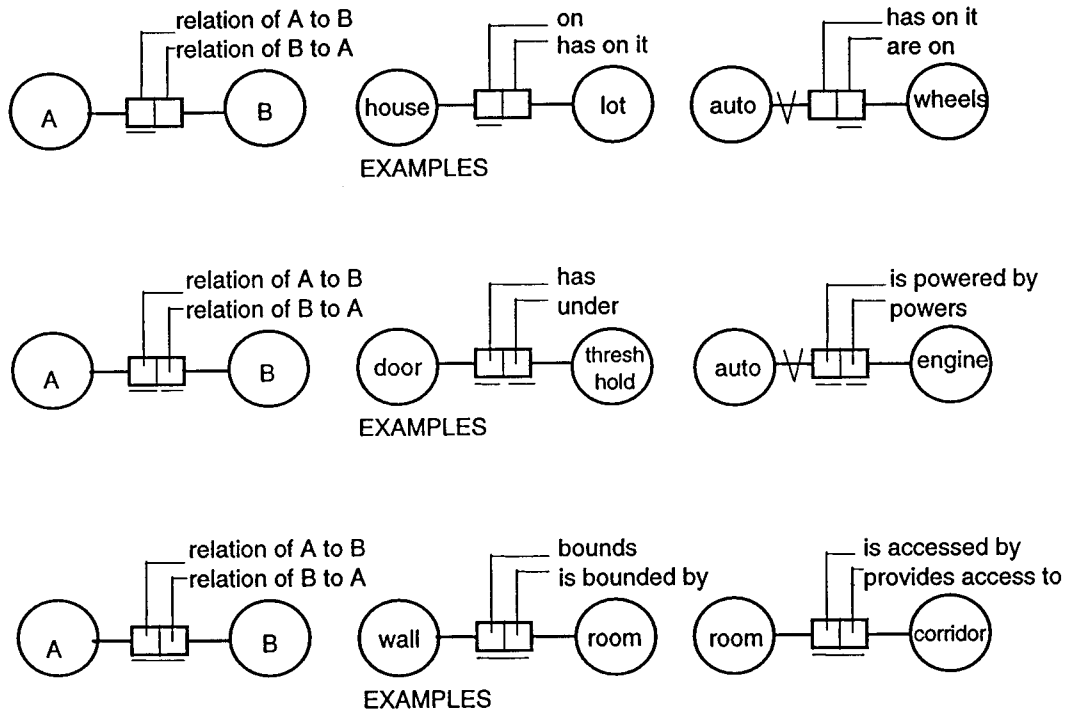 relation of A to B
relation of B to A
A
B
on
has on it
house
lot
EXAMPLES
has on it
are on
auto
wheels
relation of A to B
relation of B to A
A
B
has
under
door
thresh
hold
EXAMPLES
is powered by
powers
auto
engine
relation of A to B
relation of B to A
A
B
bounds
is bounded by
wall
room
EXAMPLES
is accessed by
provides access to
room
corridor